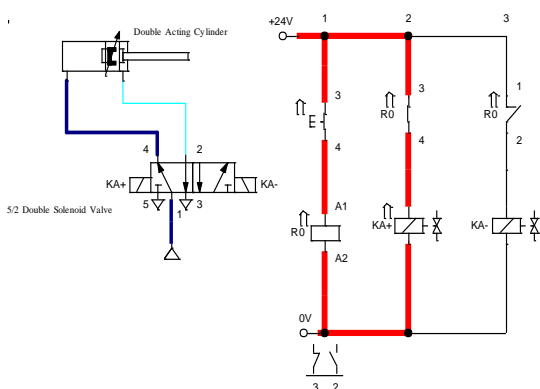 Double Acting Cylinder
4 2
KA+ KA-
5 1 3
5/2 Double Solenoid Valve
+24V 1 2 3
3 3 1
E R0 R0
4 4 2
A1
R0 KA+ KA-
A2
0V
3 2